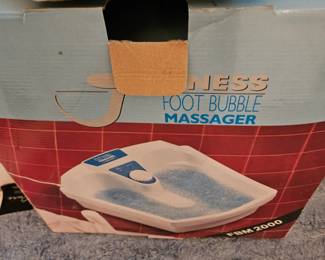 NESS
FOOT BUBBLE
MASSAGER
FBM 2000